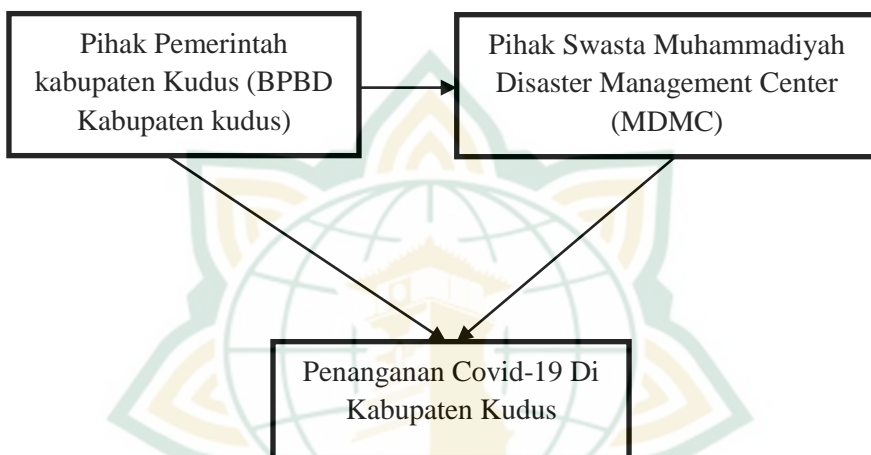 Pihak Pemerintah
kabupaten Kudus (BPBD
Kabupaten kudus)
Pihak Swasta Muhammadiyah
Disaster Management Center
(MDMC)
Penanganan Covid-19 Di
Kabupaten Kudus